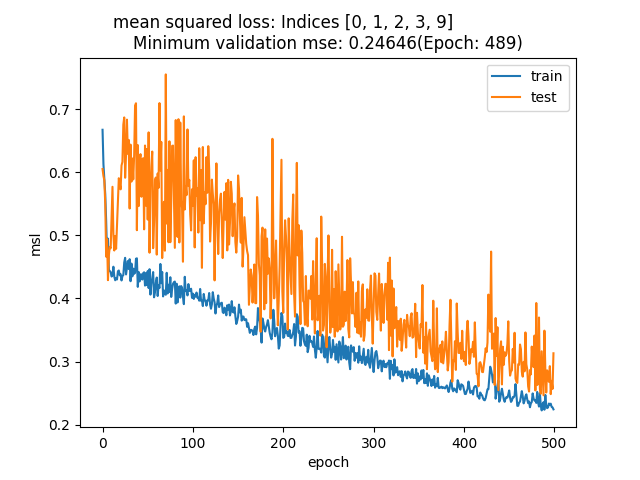 mean squared loss: Indices [0, 1, 2, 3, 9]
Minimum validation mse: 0.24646(Epoch: 489)
train
test
0.7
0.6
0.5
0.4
0.3
0.2
msl
0 100 200 300 400 500
epoch